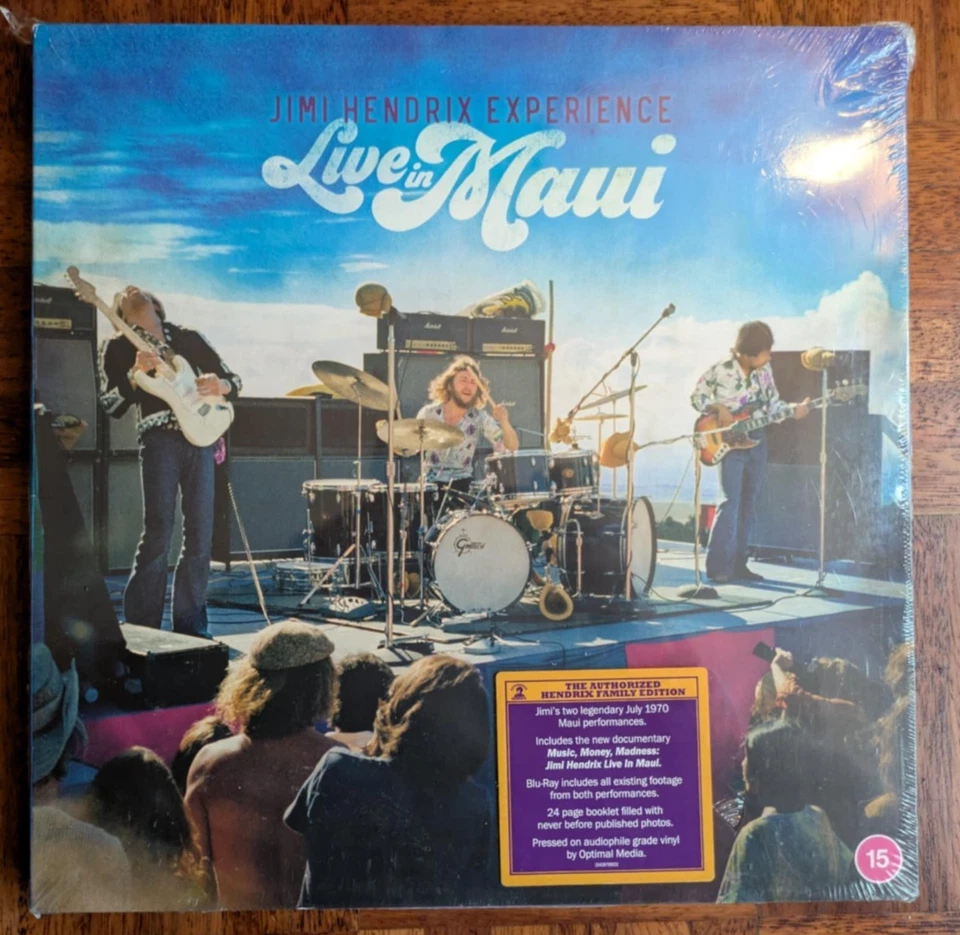 JIMI HENDRIX EXPERIENCE
Live in Maui
Marshall
Marshall
Gretsch
THE AUTHORIZED
HENDRIX FAMILY EDITION
Jimi's two legendary July 1970
Maui performances.
Includes the new documentary
Music, Money, Madness:
Jimi Hendrix Live In Maui.
Blu-Ray includes all existing footage
from both performances.
24 page booklet filled with
never before published photos.
Pressed on audiophile grade vinyl
by Optimal Media.
15